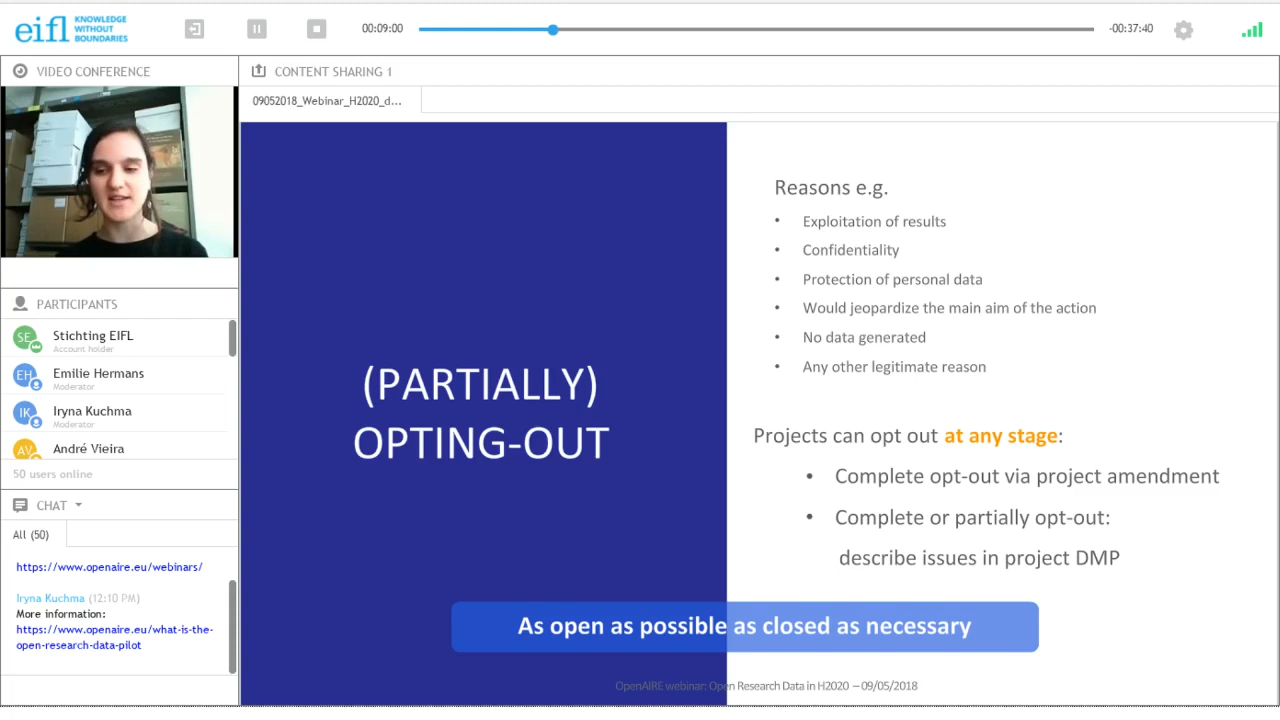 eifl KNOWLEDGE
WITHOUT
BOUNDARIES
00:09:00
-00:37:40
VIDEO CONFERENCE
CONTENT SHARING 1
09052018_Webinar_H2020_d...
PARTICIPANTS
SE Stichting EIFL
Account holder
EH Emilie Hermans
Moderator
IK Iryna Kuchma
Moderator
AV André Vieira
50 users online
CHAT
All (50)
https://www.openaire.eu/webinars/
Iryna Kuchma (12:10 PM)
More information:
https://www.openaire.eu/what-is-the-
open-research-data-pilot
(PARTIALLY)
OPTING-OUT
Reasons e.g.
• Exploitation of results
• Confidentiality
• Protection of personal data
• Would jeopardize the main aim of the action
• No data generated
• Any other legitimate reason
Projects can opt out at any stage:
• Complete opt-out via project amendment
• Complete or partially opt-out:
describe issues in project DMP
As open as possible as closed as necessary
OpenAIRE webinar: Open Research Data in H2020 – 09/05/2018